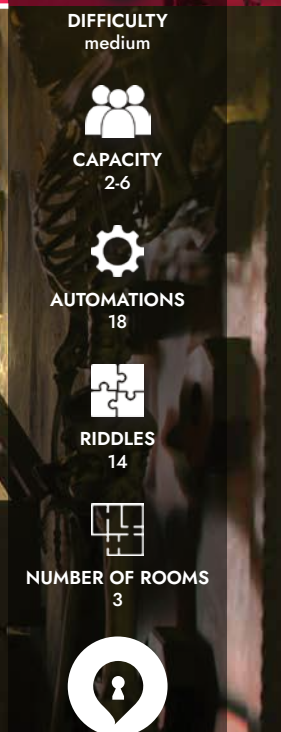 DIFFICULTY
medium
CAPACITY
2-6
AUTOMATIONS
18
RIDDLES
14
NUMBER OF ROOMS
3